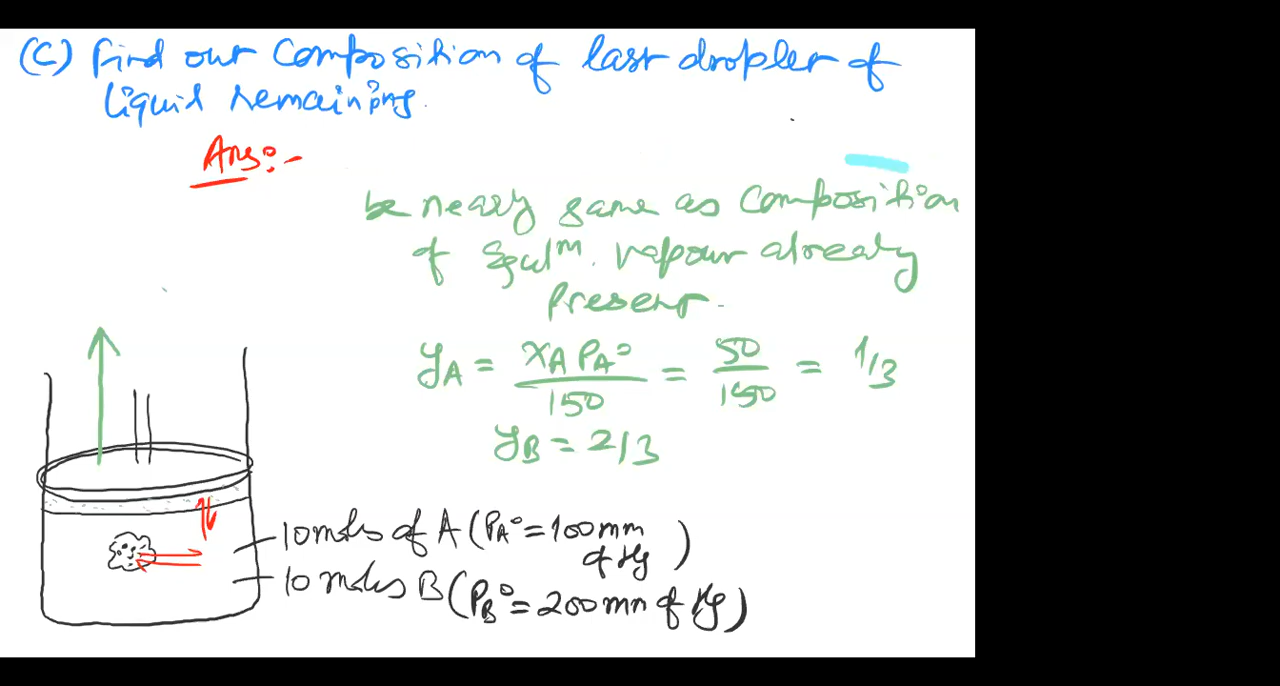 (C) Find out Composition of last droplet of
liquid remaining.
Ans:-
be nearly same as composition
of Equlᵐ. vapour already
present.
yA = xA PA° / 150 = 50 / 150 = 1/3
yB = 2/3
10 moles of A (PA° = 100 mm
of Hg)
10 moles B (PB° = 200 mm of Hg)